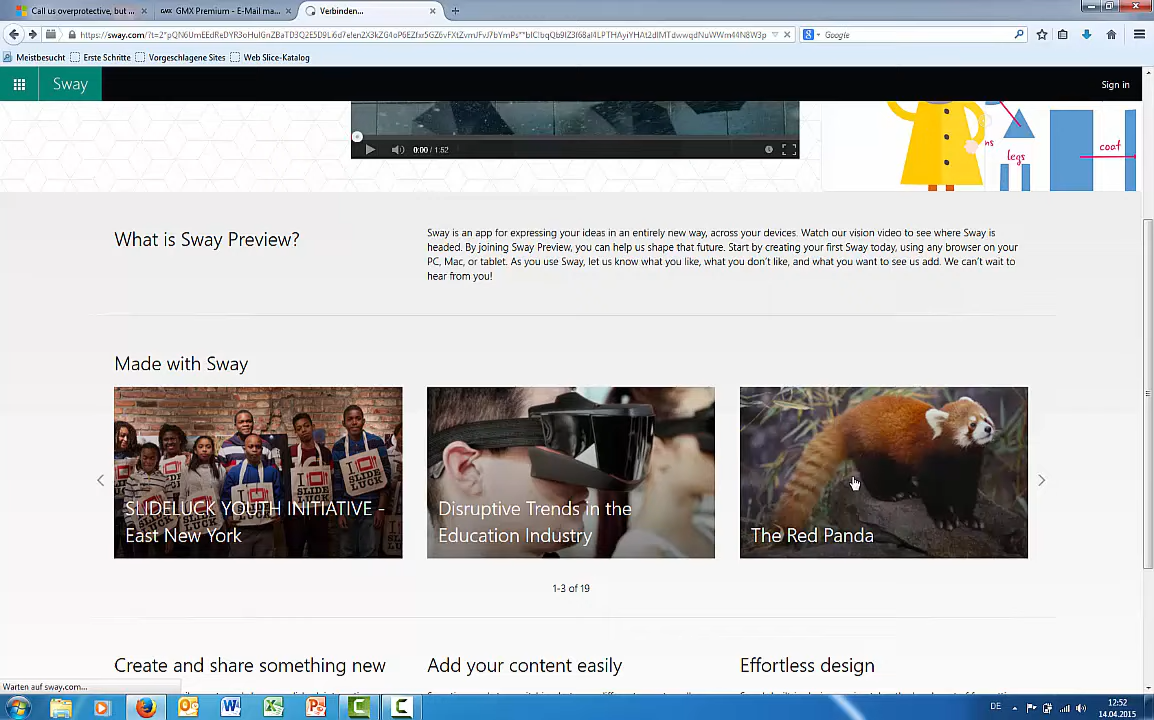 Call us overprotective, but ...
GMX Premium - E-Mail ma...
Verbinden...
Google
Meistbesucht
Erste Schritte
Vorgeschlagene Sites
Web Slice-Katalog
Sway
Sign in
ns
legs
coat
0:00 / 1:52
What is Sway Preview?
Sway is an app for expressing your ideas in an entirely new way, across your devices. Watch our vision video to see where Sway is
headed. By joining Sway Preview, you can help us shape that future. Start by creating your first Sway today, using any browser on your
PC, Mac, or tablet. As you use Sway, let us know what you like, what you don't like, and what you want to see us add. We can't wait to
hear from you!
Made with Sway
SLIDELUCK YOUTH INITIATIVE -
East New York
Disruptive Trends in the
Education Industry
The Red Panda
I
SLIDE
LUCK
1-3 of 19
Create and share something new
Add your content easily
Effortless design
Warten auf sway.com...
DE
12:52
14.04.2015